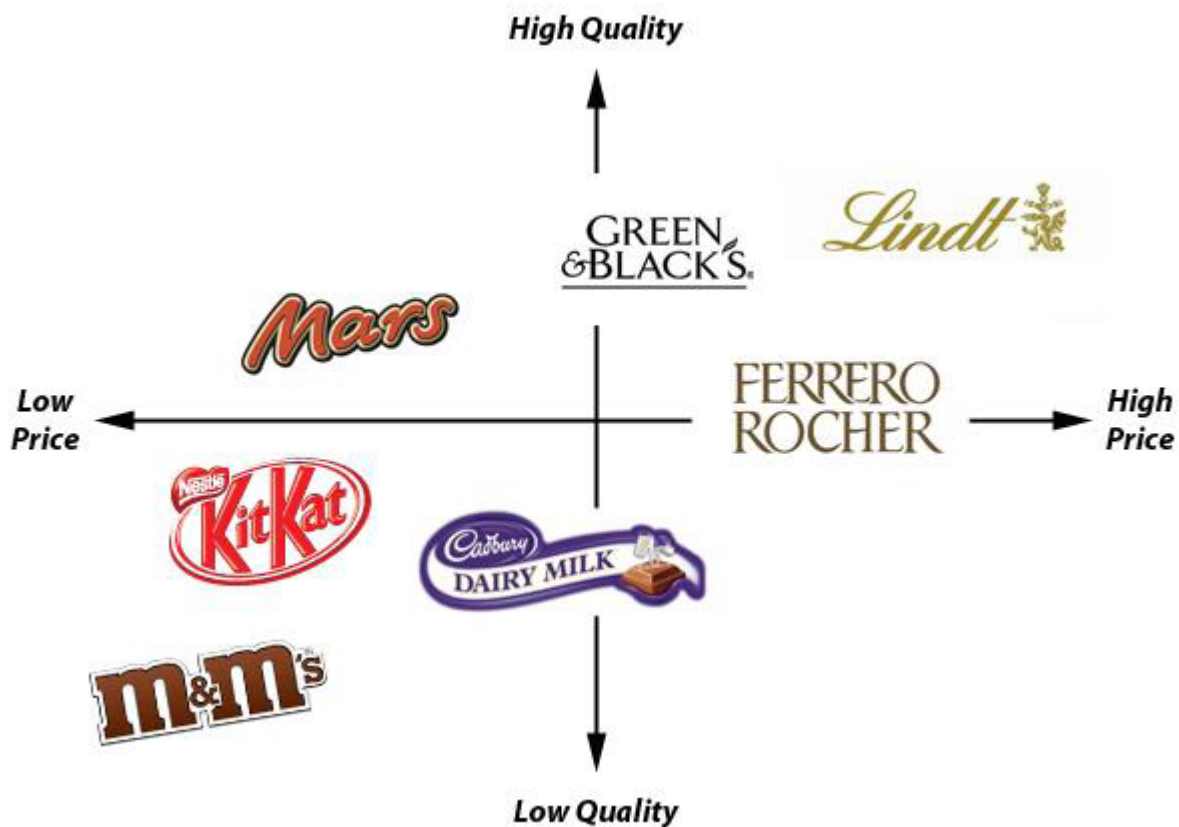 High Quality
Lindt
GREEN
&BLACK'S®
Mars
Low
Price
FERRERO
ROCHER
High
Price
Nestlé
KitKat
Cadbury
DAIRY MILK
m&m's
Low Quality